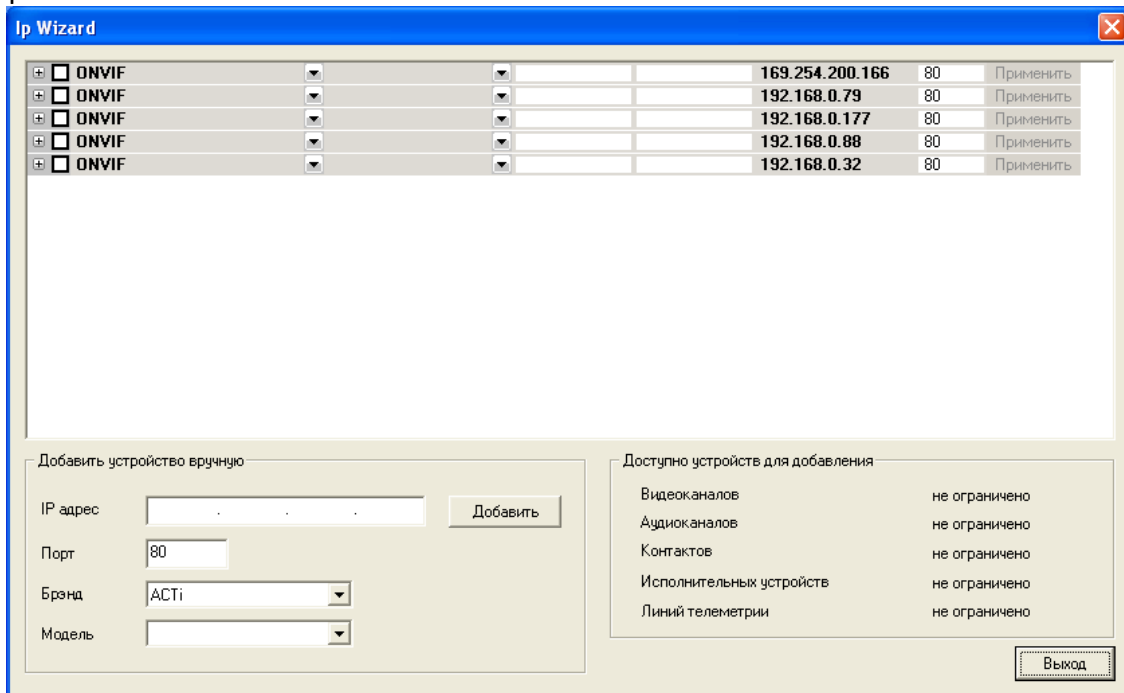 Ip Wizard
ONVIF 169.254.200.166 80 Применить
ONVIF 192.168.0.79 80 Применить
ONVIF 192.168.0.177 80 Применить
ONVIF 192.168.0.88 80 Применить
ONVIF 192.168.0.32 80 Применить
Добавить устройство вручную
IP адрес . . . Добавить
Порт 80
Брэнд ACTi
Модель
Доступно устройств для добавления
Видеоканалов не ограничено
Аудиоканалов не ограничено
Контактов не ограничено
Исполнительных устройств не ограничено
Линий телеметрии не ограничено
Выход